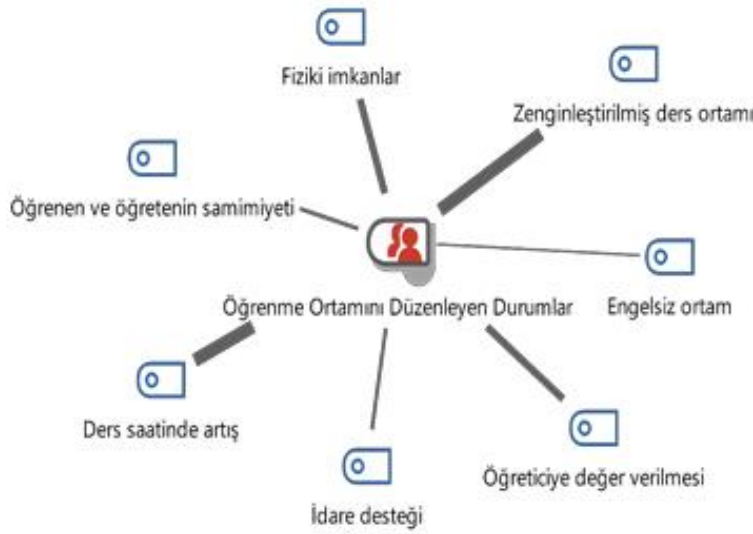 Fiziki imkanlar
Zenginleştirilmiş ders ortamı
Öğrenen ve öğretenin samimiyeti
Öğrenme Ortamını Düzenleyen Durumlar
Engelsiz ortam
Ders saatinde artış
Öğreticiye değer verilmesi
İdare desteği